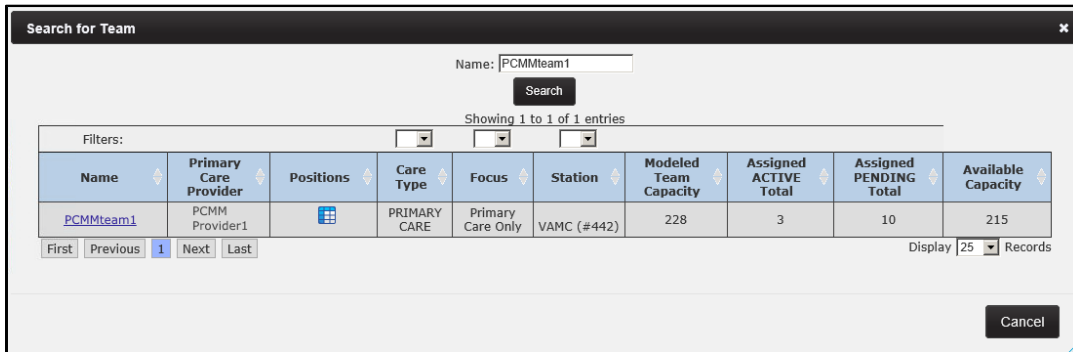 Search for Team
Name: PCMMteam1
Search
Showing 1 to 1 of 1 entries
Filters:
Name Primary Care Provider Positions Care Type Focus Station Modeled Team Capacity Assigned ACTIVE Total Assigned PENDING Total Available Capacity
PCMMteam1 PCMM Provider1 PRIMARY CARE Primary Care Only VAMC (#442) 228 3 10 215
First Previous 1 Next Last Display 25 Records
Cancel